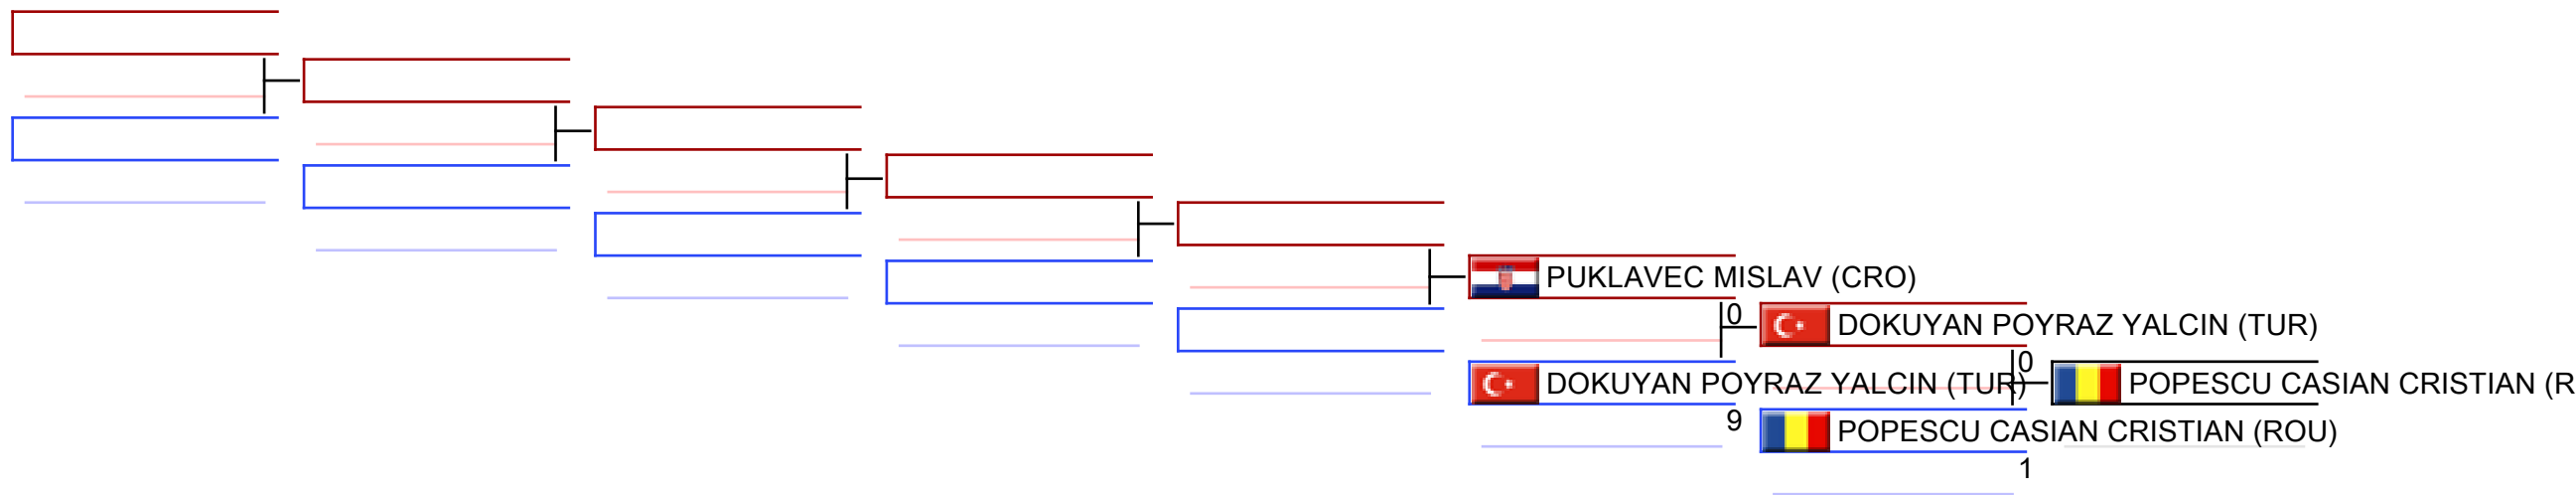 PUKLAVEC MISLAV (CRO)
0
DOKUYAN POYRAZ YALCIN (TUR)
0
DOKUYAN POYRAZ YALCIN (TUR)
POPESCU CASIAN CRISTIAN (R
9
POPESCU CASIAN CRISTIAN (ROU)
1